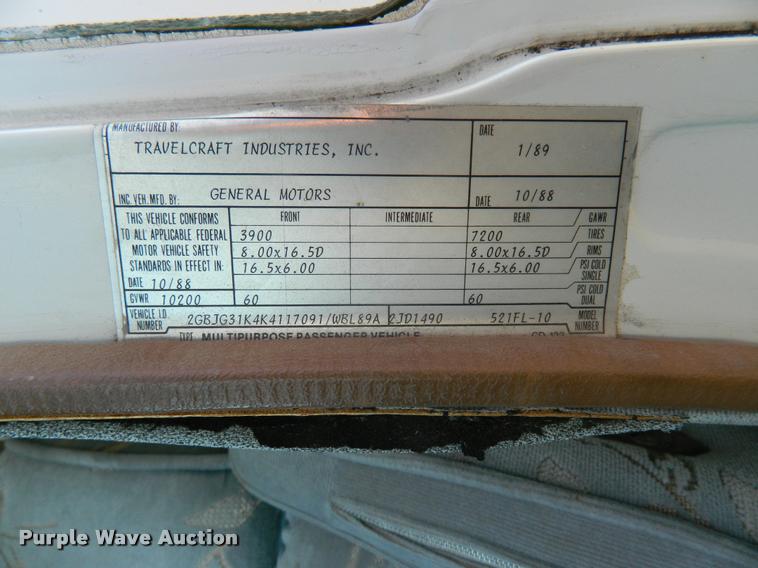 MANUFACTURED BY: DATE
TRAVELCRAFT INDUSTRIES, INC. 1/89
INC. VEH. MFD. BY: GENERAL MOTORS DATE 10/88
THIS VEHICLE CONFORMS FRONT INTERMEDIATE REAR GAWR
TO ALL APPLICABLE FEDERAL 3900 7200 TIRES
MOTOR VEHICLE SAFETY 8.00x16.5D 8.00x16.5D RIMS
STANDARDS IN EFFECT IN: 16.5x6.00 16.5x6.00 PSI COLD SINGLE
DATE 10/88
GVWR 10200 60 60 PSI COLD DUAL
VEHICLE I.D. NUMBER 2GBJG31K4K4117091/WBL89A 2JD1490 521FL-10 MODEL NUMBER
TYPE MULTIPURPOSE PASSENGER VEHICLE
Purple Wave Auction